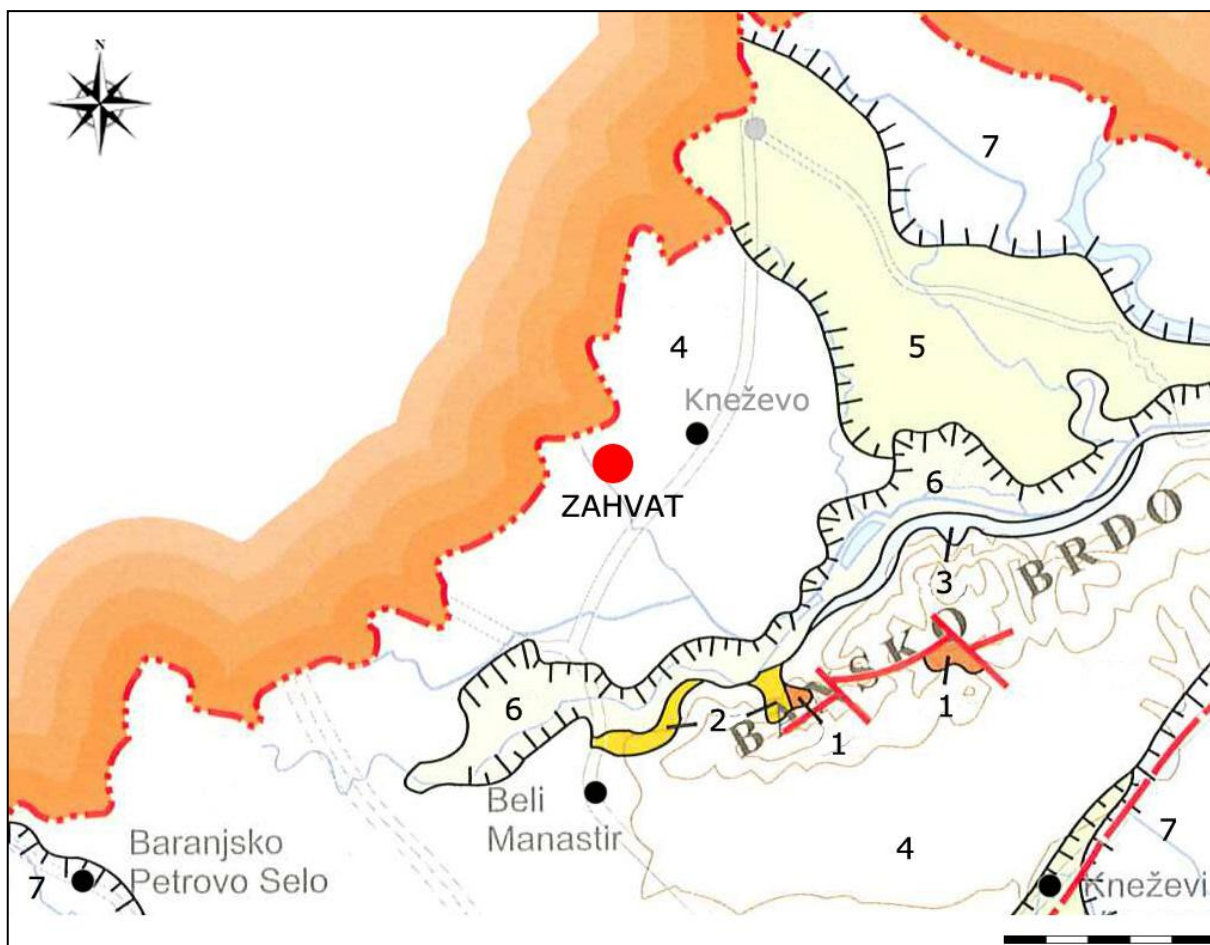 N
7
5
4
Kneževo
ZAHVAT
6
3
BANSKO BRDO
1
2
1
6
Beli
Manastir
4
7
Baranjsko
Petrovo Selo
7
Kneževi